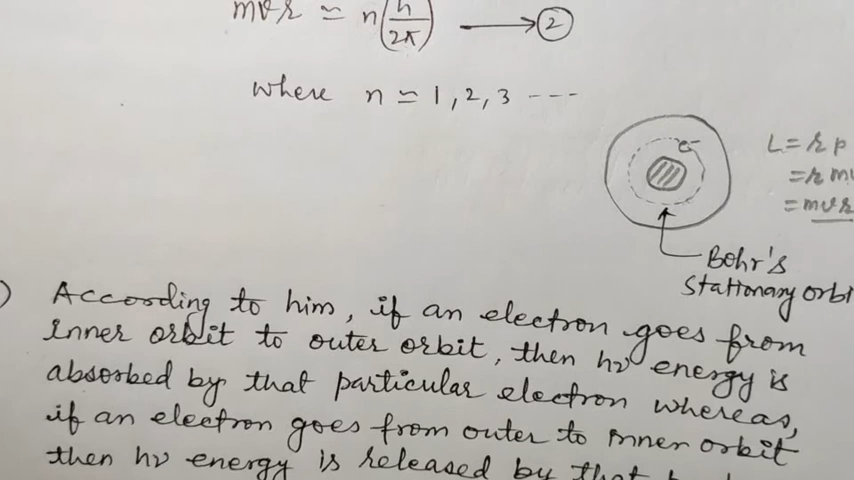 mvr ≃ n(h/2π) → ②
where n ≃ 1, 2, 3 ----
e-
L = r p
= r mv
= mvr
Bohr's
Stationary orbi
) According to him, if an electron goes from
inner orbit to outer orbit, then hν energy is
absorbed by that particular electron whereas,
if an electron goes from outer to inner orbit
then hν energy is released by that